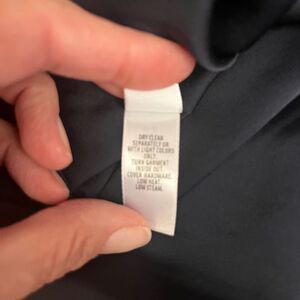 DRY CLEAN
SEPARATELY OR
WITH LIGHT COLORS
ONLY.
TURN GARMENT
INSIDE OUT.
COVER HARDWARE.
LOW HEAT.
LOW STEAM.